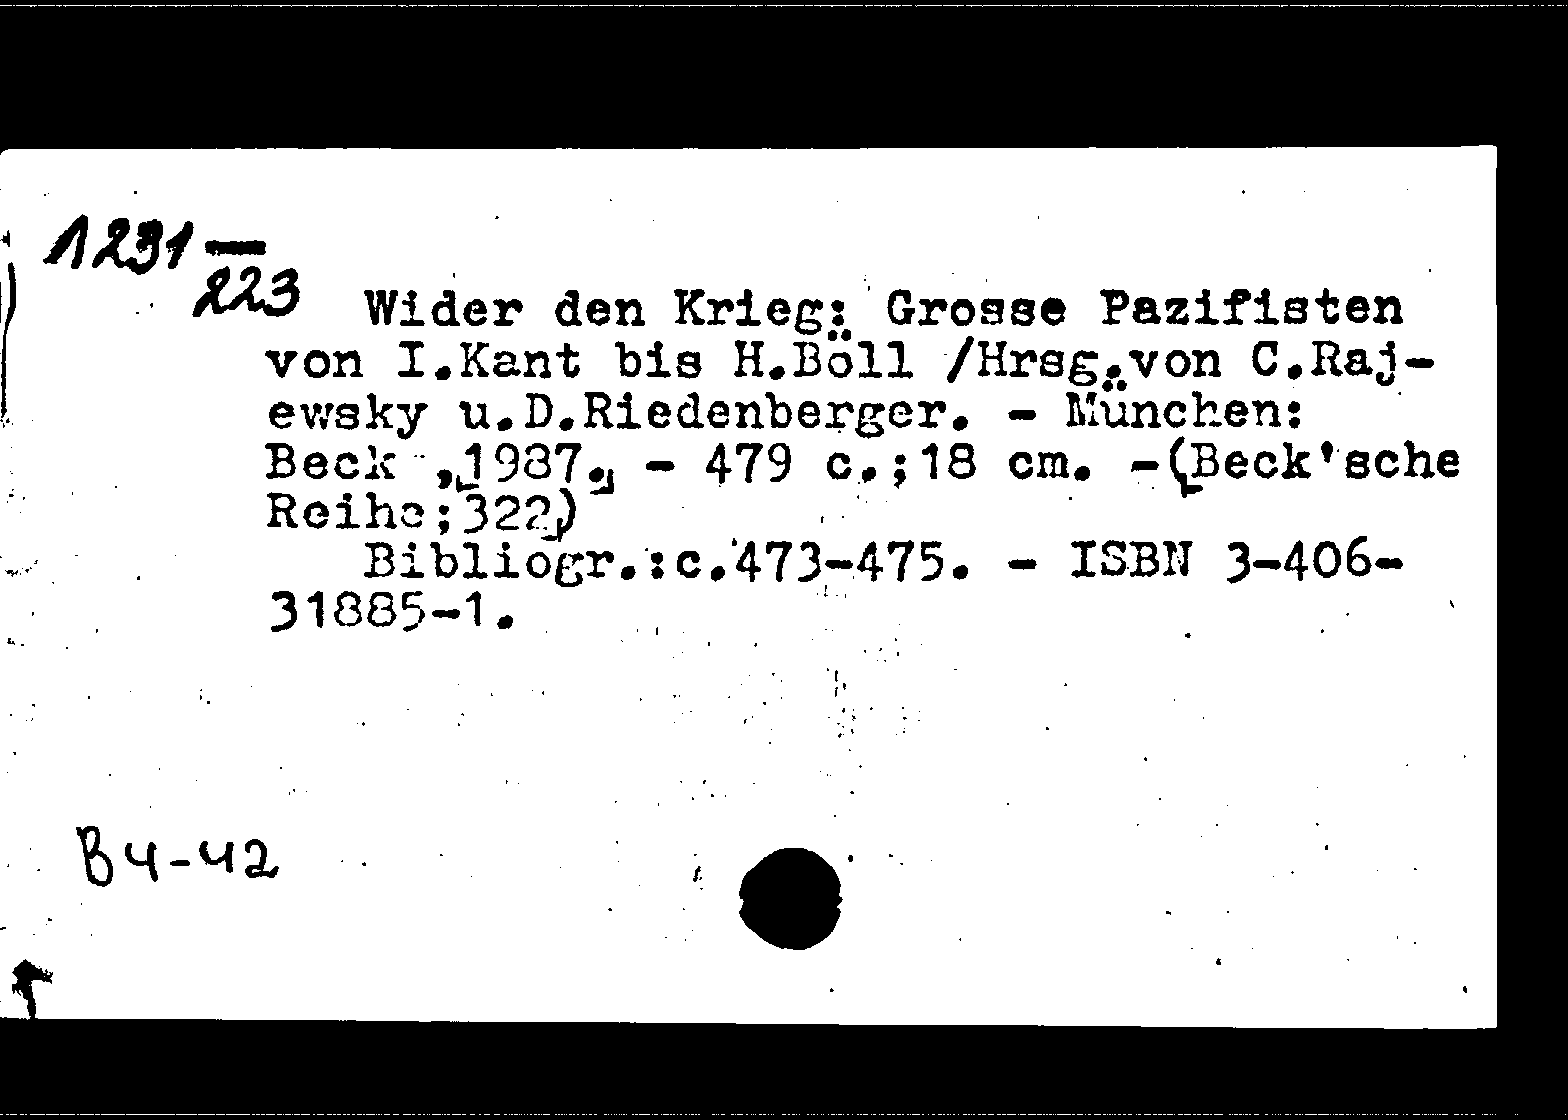 1231—
223
Wider den Krieg: Grosse Pazifisten
von I.Kant bis H.Böll /Hrsg.von C.Raj-
ewsky u.D.Riedenberger. - München:
Beck ,[1987.] - 479 c.;18 cm. -([Beck'sche
Reihe;322])
Bibliogr.:c.473-475. - ISBN 3-406-
31885-1.
В4-42